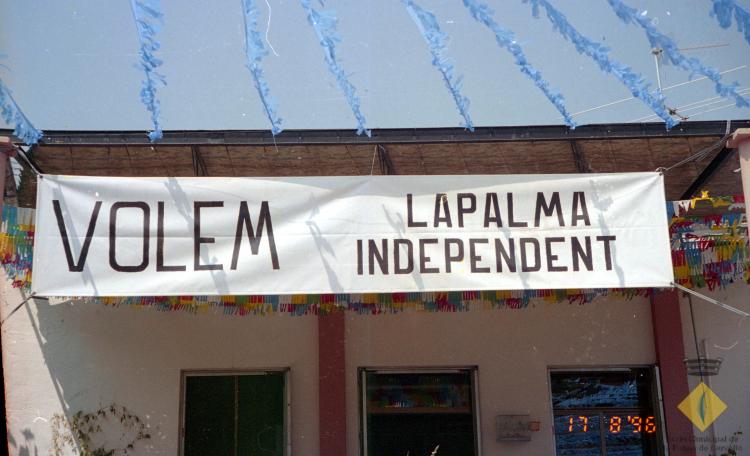 VOLEM
LAPALMA
INDEPENDENT
17 8 '96